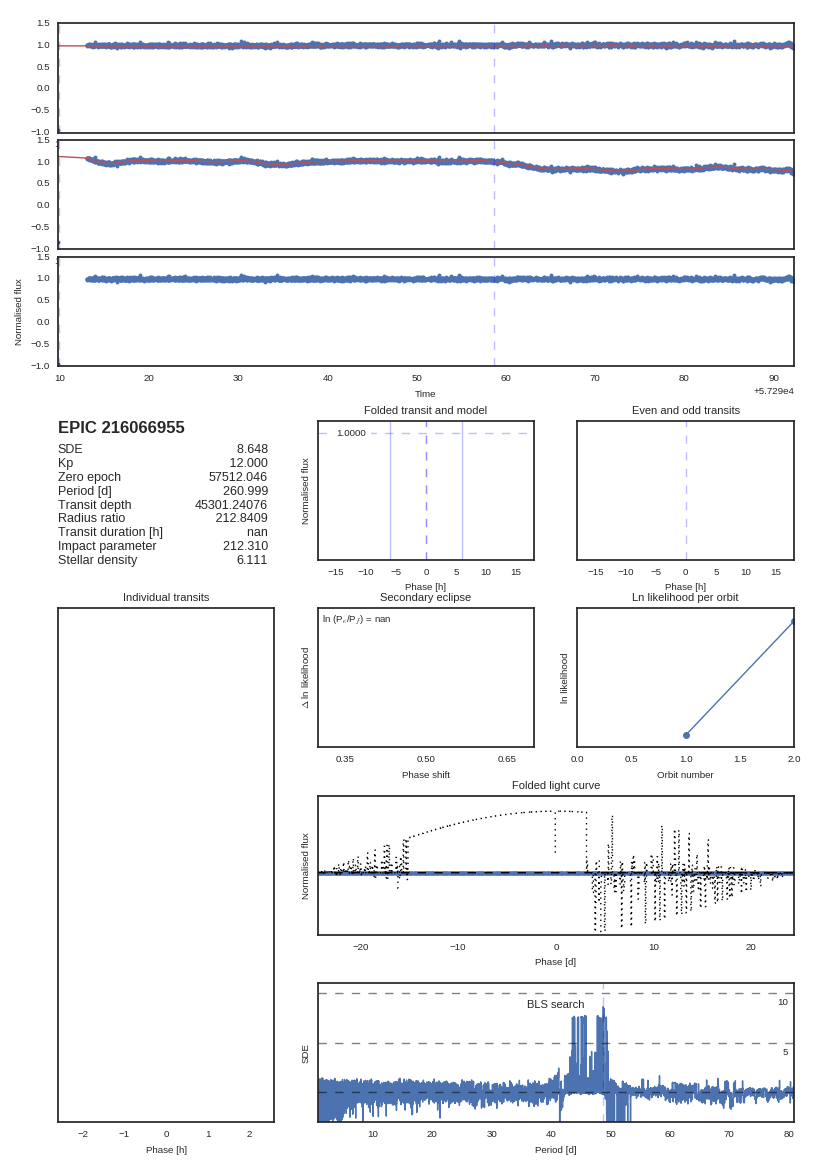 1.5
1.0
0.5
0.0
−0.5
−1.0
1.5
1.0
0.5
0.0
−0.5
−1.0
1.5
1.0
0.5
0.0
−0.5
−1.0
Normalised flux
10 20 30 40 50 60 70 80 90
Time
+5.729e4
EPIC 216066955
SDE 8.648
Kp 12.000
Zero epoch 57512.046
Period [d] 260.999
Transit depth 45301.24076
Radius ratio 212.8409
Transit duration [h] nan
Impact parameter 212.310
Stellar density 6.111
Folded transit and model
1.0000
Normalised flux
−15 −10 −5 0 5 10 15
Phase [h]
Even and odd transits
−15 −10 −5 0 5 10 15
Phase [h]
Individual transits
−2 −1 0 1 2
Phase [h]
Secondary eclipse
ln (Pₑ/P𝑓) = nan
Δ ln likelihood
0.35 0.50 0.65
Phase shift
Ln likelihood per orbit
ln likelihood
0.0 0.5 1.0 1.5 2.0
Orbit number
Folded light curve
Normalised flux
−20 −10 0 10 20
Phase [d]
BLS search
10
5
SDE
10 20 30 40 50 60 70 80
Period [d]